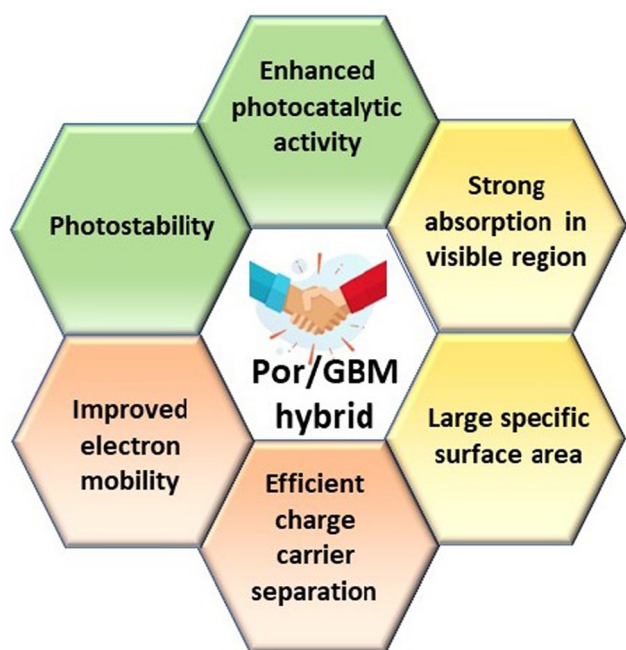 Enhanced
photocatalytic
activity
Photostability
Strong
absorption in
visible region
Por/GBM
hybrid
Improved
electron
mobility
Large specific
surface area
Efficient
charge
carrier
separation